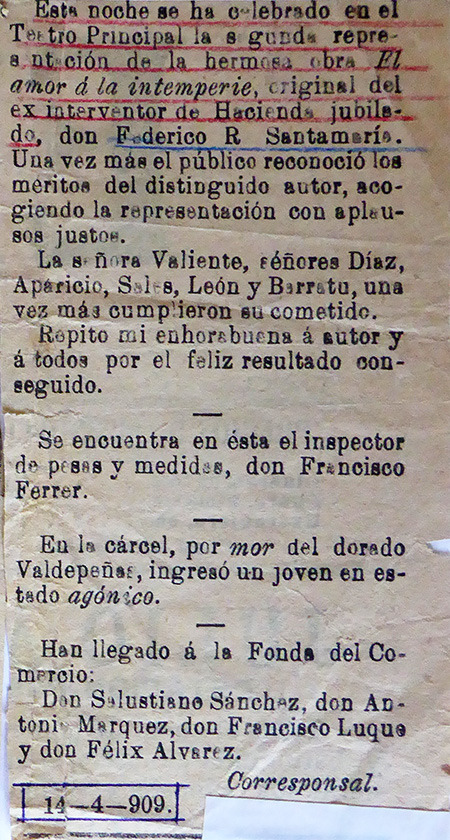 Esta noche se ha celebrado en el
Teatro Principal la segunda repre-
sentación de la hermosa obra El
amor á la intemperie, original del
ex interventor de Hacienda jubila-
do, don Federico R Santamaría.
Una vez más el público reconoció los
méritos del distinguido autor, aco-
giendo la representación con aplau-
sos justos.
La señora Valiente, séñores Díaz,
Aparicio, Sales, León y Barratu, una
vez más cumplieron su cometido.
Repito mi enhorabuena á autor y
á todos por el feliz resultado con-
seguido.
Se encuentra en ésta el inspector
de pesas y medidas, don Francisco
Ferrer.
En la cárcel, por mor del dorado
Valdepeñas, ingresó un joven en es-
tado agónico.
Han llegado á la Fonda del Co-
mercio:
Don Salustiano Sánchez, don An-
tonio Marquez, don Francisco Luque
y don Félix Alvarez.
Corresponsal.
14-4-909.